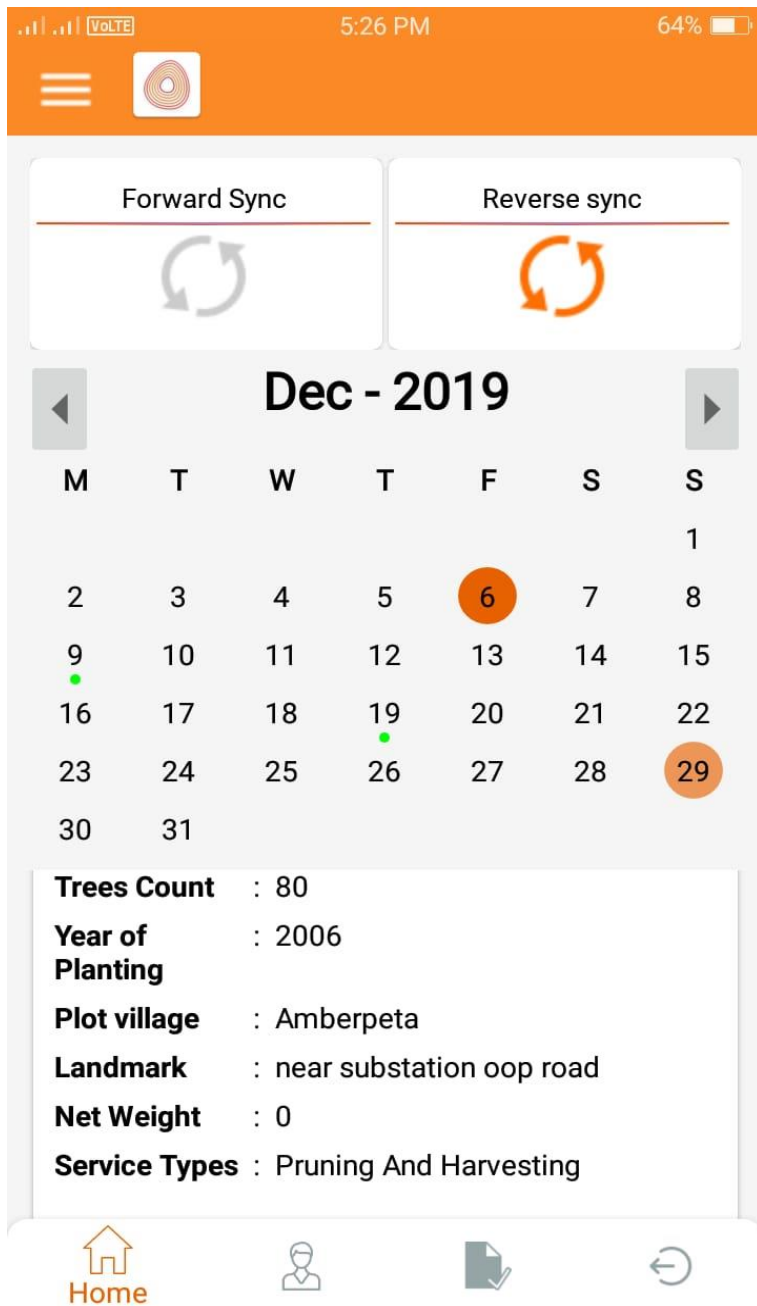 VoLTE 5:26 PM 64%
Forward Sync Reverse sync
Dec - 2019
M T W T F S S
1
2 3 4 5 6 7 8
9 10 11 12 13 14 15
16 17 18 19 20 21 22
23 24 25 26 27 28 29
30 31
Trees Count : 80
Year of : 2006
Planting
Plot village : Amberpeta
Landmark : near substation oop road
Net Weight : 0
Service Types : Pruning And Harvesting
Home